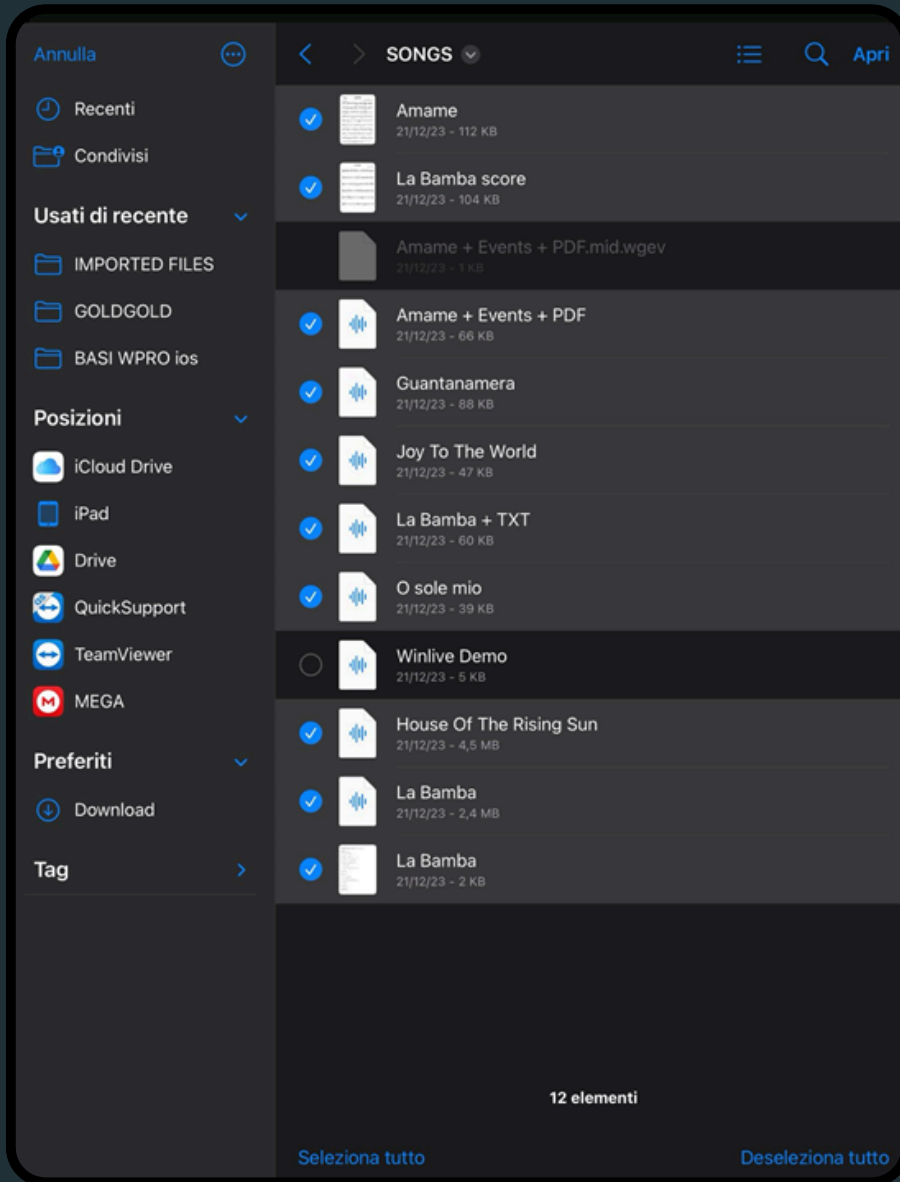 Annulla
Recenti
Condivisi
Usati di recente
IMPORTED FILES
GOLDGOLD
BASI WPRO ios
Posizioni
iCloud Drive
iPad
Drive
QuickSupport
TeamViewer
MEGA
Preferiti
Download
Tag
SONGS
Apri
Amame
21/12/23 - 112 KB
La Bamba score
21/12/23 - 104 KB
Amame + Events + PDF.mid.wgev
21/12/23 - 1 KB
Amame + Events + PDF
21/12/23 - 66 KB
Guantanamera
21/12/23 - 88 KB
Joy To The World
21/12/23 - 47 KB
La Bamba + TXT
21/12/23 - 60 KB
O sole mio
21/12/23 - 39 KB
Winlive Demo
21/12/23 - 5 KB
House Of The Rising Sun
21/12/23 - 4,5 MB
La Bamba
21/12/23 - 2,4 MB
La Bamba
21/12/23 - 2 KB
12 elementi
Seleziona tutto
Deseleziona tutto